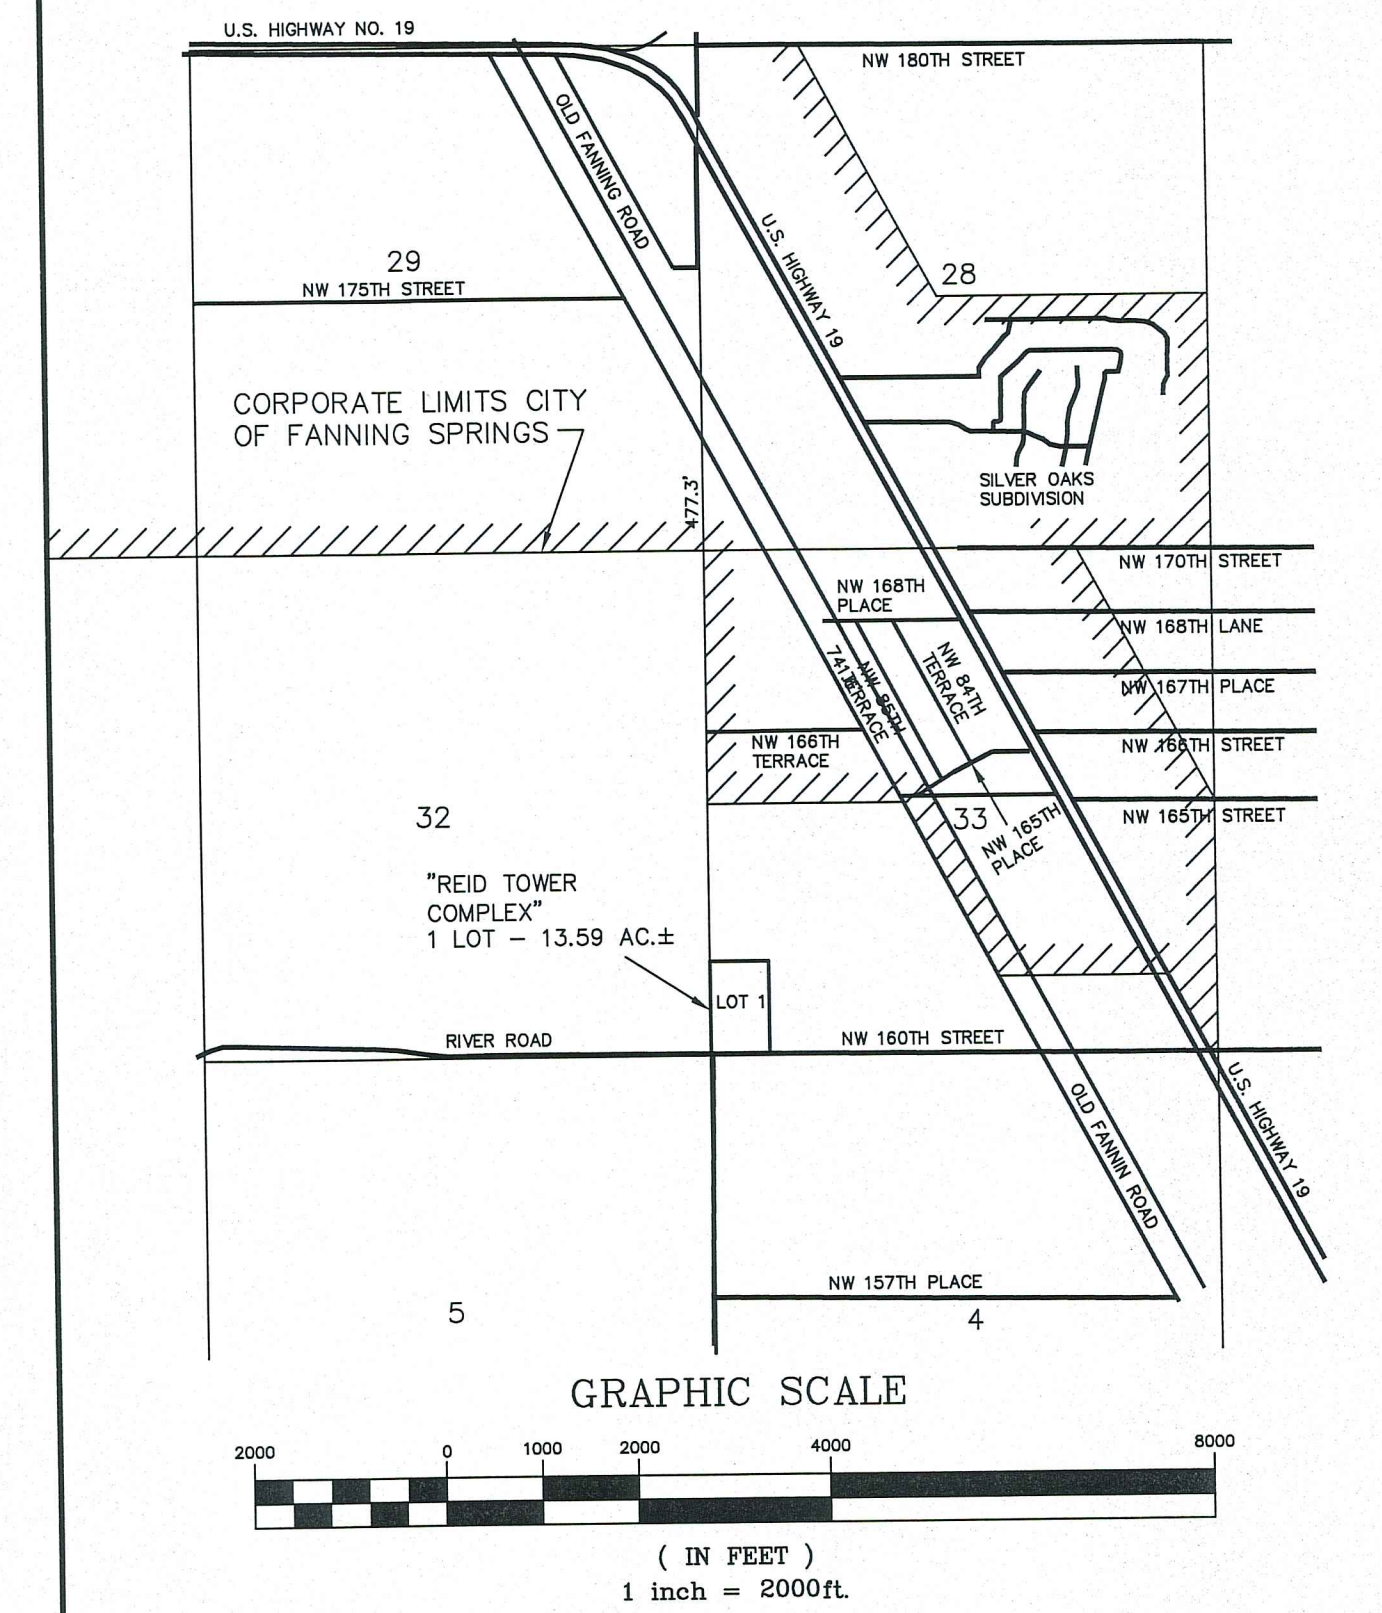 U.S. HIGHWAY NO. 19
NW 180TH STREET
OLD FANNING ROAD
U.S. HIGHWAY 19
29
NW 175TH STREET
28
CORPORATE LIMITS CITY
OF FANNING SPRINGS
477.3'
SILVER OAKS
SUBDIVISION
NW 170TH STREET
NW 168TH
PLACE
NW 168TH LANE
NW 84TH
TERRACE
NW 85TH
TERRACE
NW 167TH PLACE
NW 166TH
TERRACE
NW 166TH STREET
32
33
NW 165TH
PLACE
NW 165TH STREET
"REID TOWER
COMPLEX"
1 LOT - 13.59 AC.±
LOT 1
RIVER ROAD
NW 160TH STREET
OLD FANNIN ROAD
U.S. HIGHWAY 19
NW 157TH PLACE
5
4
GRAPHIC SCALE
2000 0 1000 2000 4000 8000
( IN FEET )
1 inch = 2000ft.